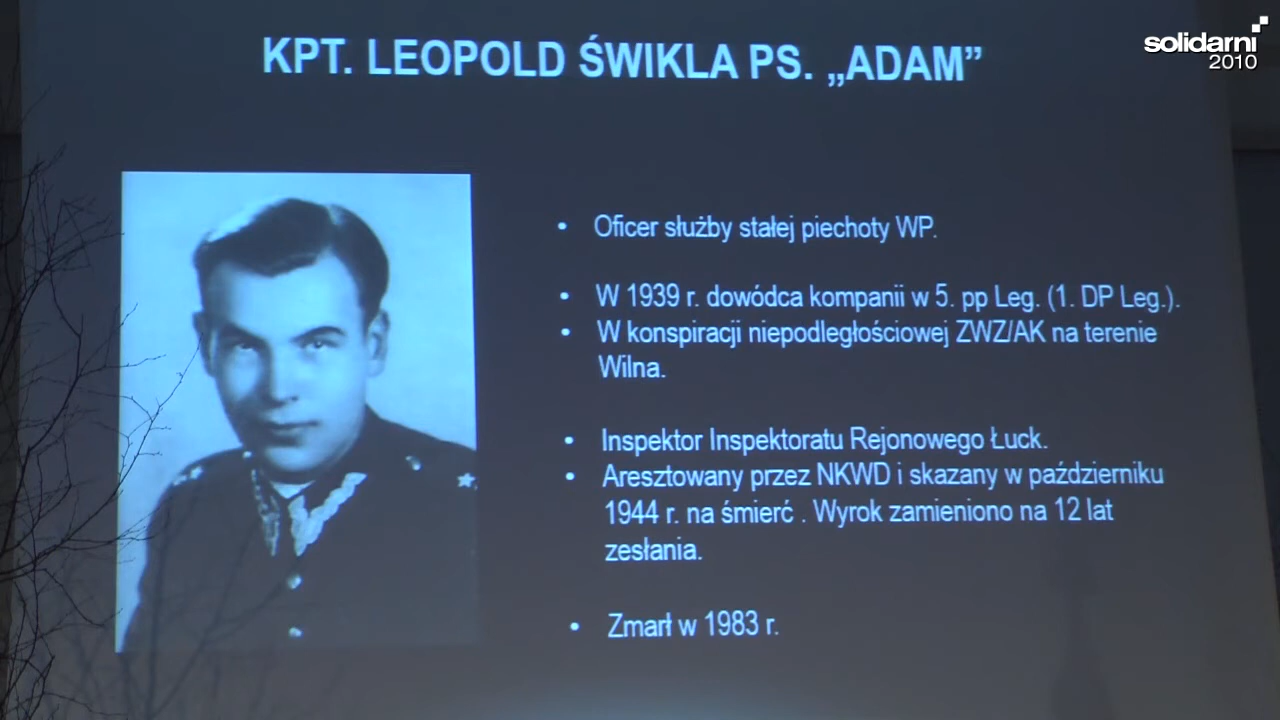 solidarni
2010
KPT. LEOPOLD ŚWIKLA PS. „ADAM”
• Oficer służby stałej piechoty WP.
• W 1939 r. dowódca kompanii w 5. pp Leg. (1. DP Leg.).
• W konspiracji niepodległościowej ZWZ/AK na terenie
Wilna.
• Inspektor Inspektoratu Rejonowego Łuck.
• Aresztowany przez NKWD i skazany w październiku
1944 r. na śmierć . Wyrok zamieniono na 12 lat
zesłania.
• Zmarł w 1983 r.